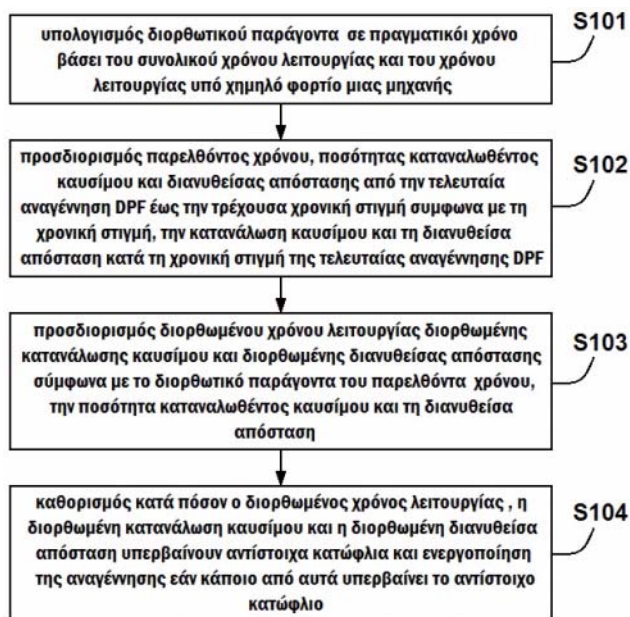 S101
υπολογισμός διορθωτικού παράγοντα σε πραγματικόι χρόνο
βάσει του συνολικού χρόνου λειτουργίας και του χρόνου
λειτουργίας υπό χημηλό φορτίο μιας μηχανής
S102
προσδιορισμός παρελθόντος χρόνου, ποσότητας καταναλωθέντος
καυσίμου και διανυθείσας απόστασης από την τελευταία
αναγέννηση DPF έως την τρέχουσα χρονική στιγμή συμφωνα με τη
χρονική στιγμή, την κατανάλωση καυσίμου και τη διανυθείσα
απόσταση κατά τη χρονική στιγμή της τελευταίας αναγέννησης DPF
S103
προσδιορισμός διορθωμένου χρόνου λειτουργίας διορθωμένης
κατανάλωσης καυσίμου και διορθωμένης διανυθείσας απόστασης
σύμφωνα με το διορθωτικό παράγοντα του παρελθόντα χρόνου,
την ποσότητα καταναλωθέντος καυσίμου και τη διανυθείσα
απόσταση
S104
καθορισμός κατά πόσον ο διορθωμένος χρόνος λειτουργίας , η
διορθωμένη κατανάλωση καυσίμου και η διορθωμένη διανυθείσα
απόσταση υπερβαίνουν αντίστοιχα κατώφλια και ενεργοποίηση
της αναγέννησης εάν κάποιο από αυτά υπερβαίνει το αντίστοιχο
κατώφλιο